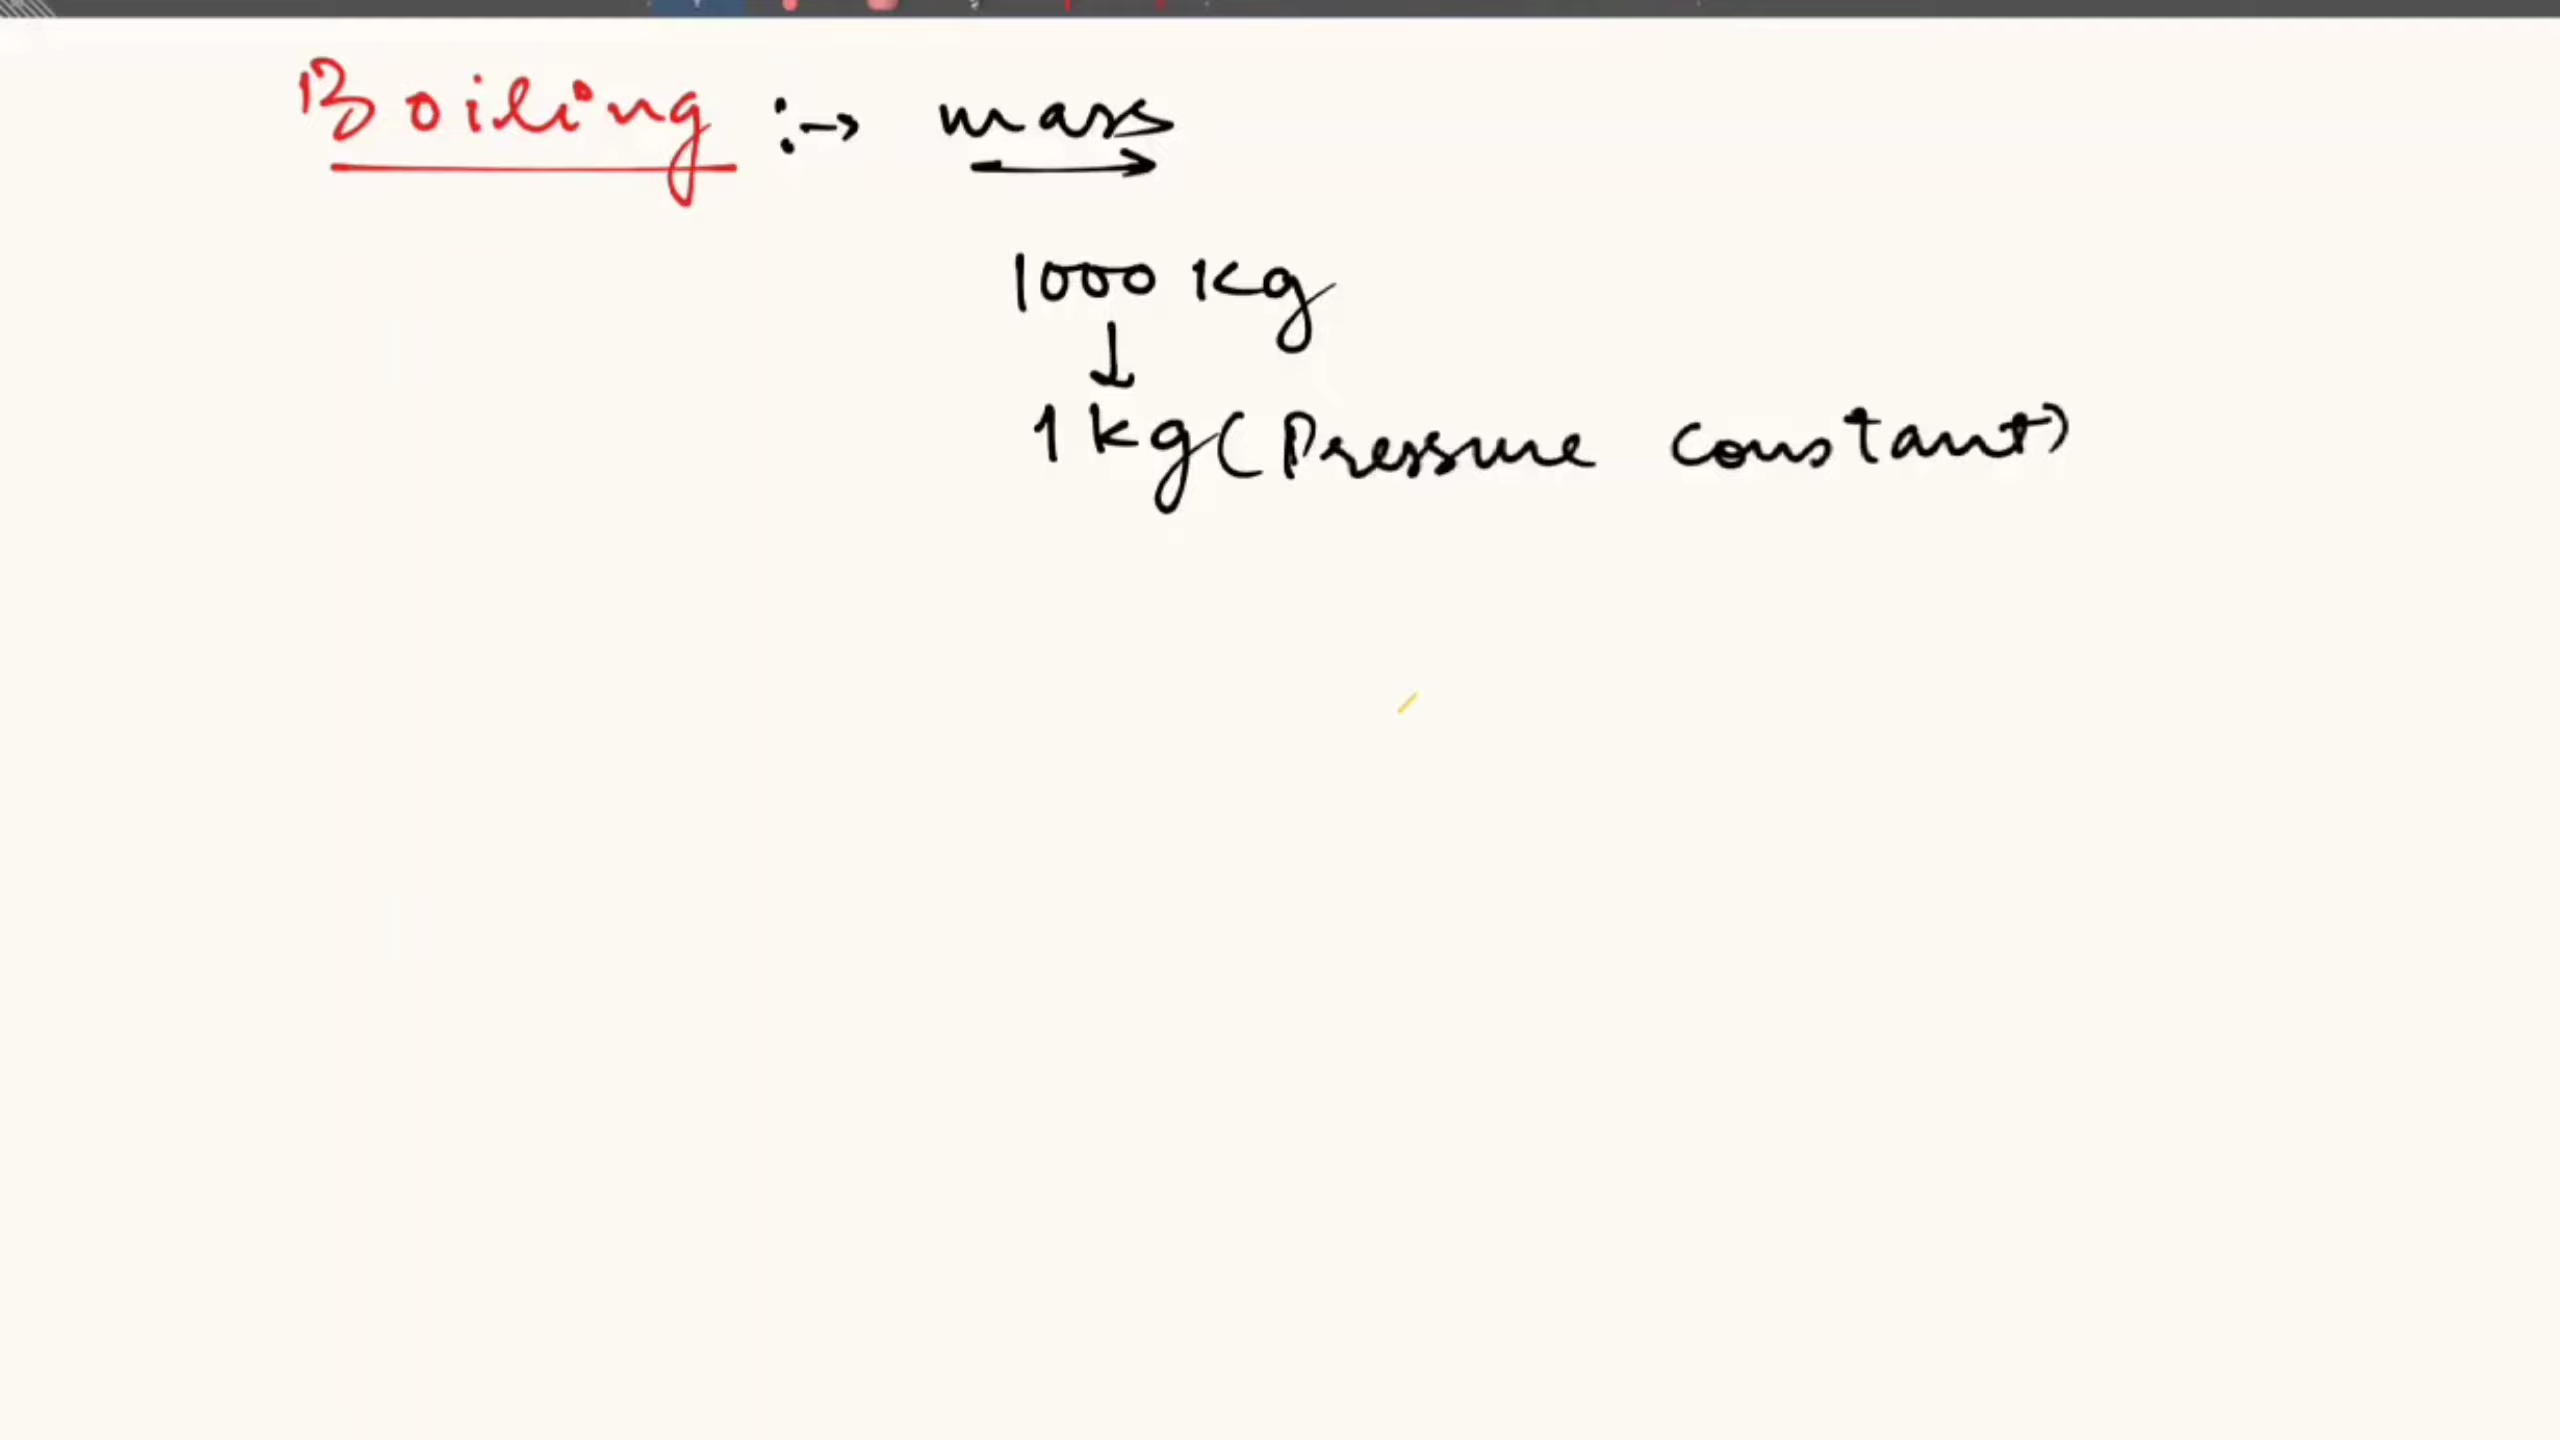 Boiling :→ mass
1000 kg
↓
1 kg (Pressure constant)